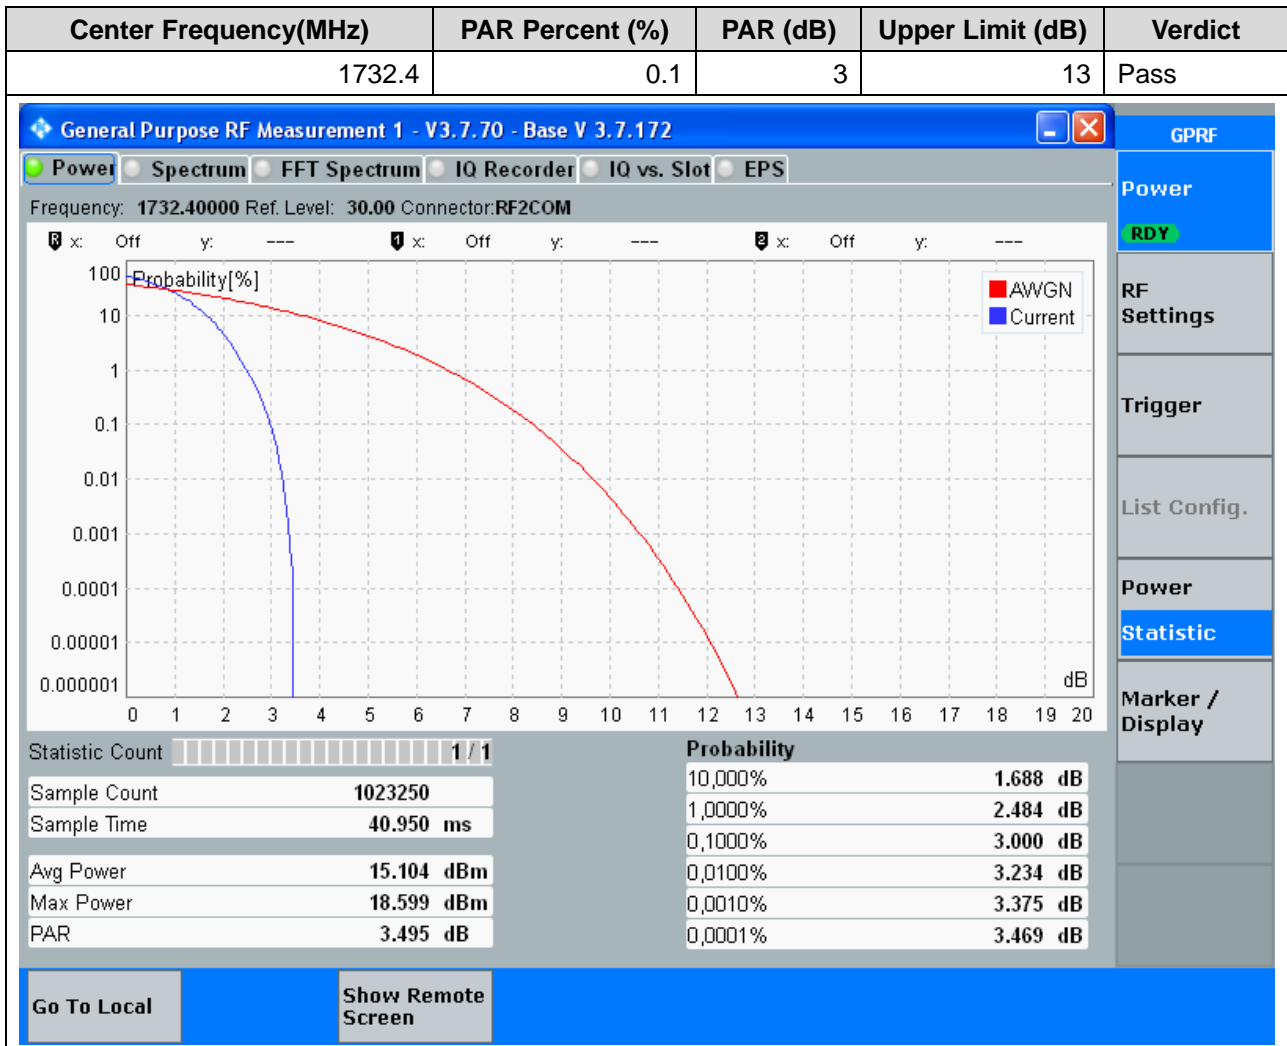 Center Frequency(MHz) PAR Percent (%) PAR (dB) Upper Limit (dB) Verdict
1732.4 0.1 3 13 Pass
General Purpose RF Measurement 1 - V3.7.70 - Base V 3.7.172
GPRF
Power Spectrum FFT Spectrum IQ Recorder IQ vs. Slot EPS
Power
RDY
Frequency: 1732.40000 Ref. Level: 30.00 Connector:RF2COM
R x: Off y: --- 1 x: Off y: --- 2 x: Off y: ---
Probability[%]
100
10
1
0.1
0.01
0.001
0.0001
0.00001
0.000001
AWGN
Current
dB
0 1 2 3 4 5 6 7 8 9 10 11 12 13 14 15 16 17 18 19 20
RF
Settings
Trigger
List Config.
Power
Statistic
Marker /
Display
Statistic Count 1 / 1
Sample Count 1023250
Sample Time 40.950 ms
Avg Power 15.104 dBm
Max Power 18.599 dBm
PAR 3.495 dB
Probability
10,000% 1.688 dB
1,0000% 2.484 dB
0,1000% 3.000 dB
0,0100% 3.234 dB
0,0010% 3.375 dB
0,0001% 3.469 dB
Go To Local
Show Remote
Screen